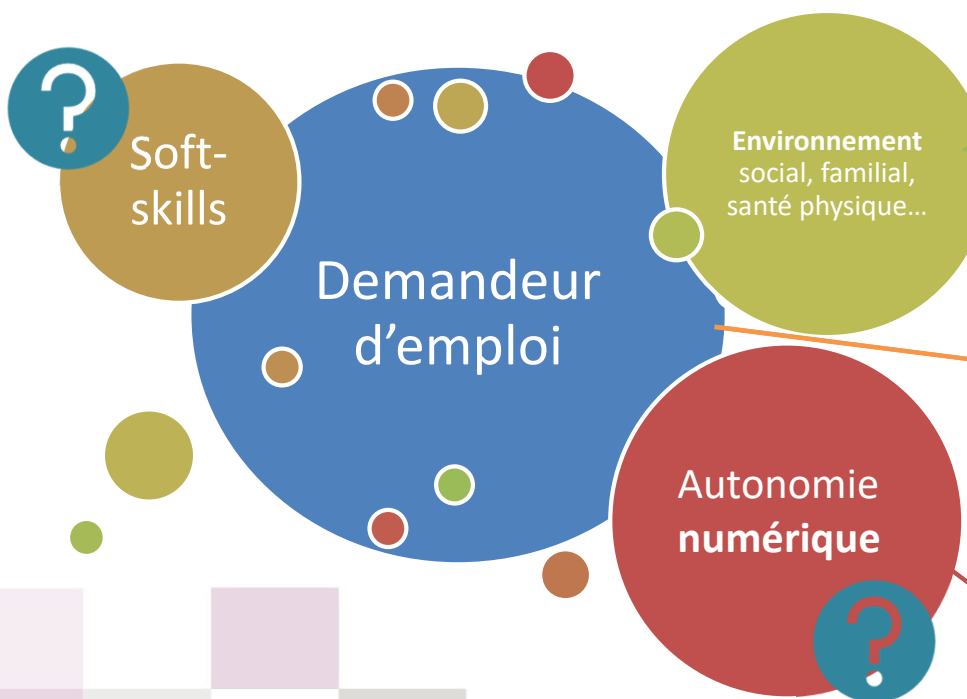 ?
Soft-
skills
Environnement
social, familial,
santé physique...
Demandeur
d’emploi
Autonomie
numérique
?